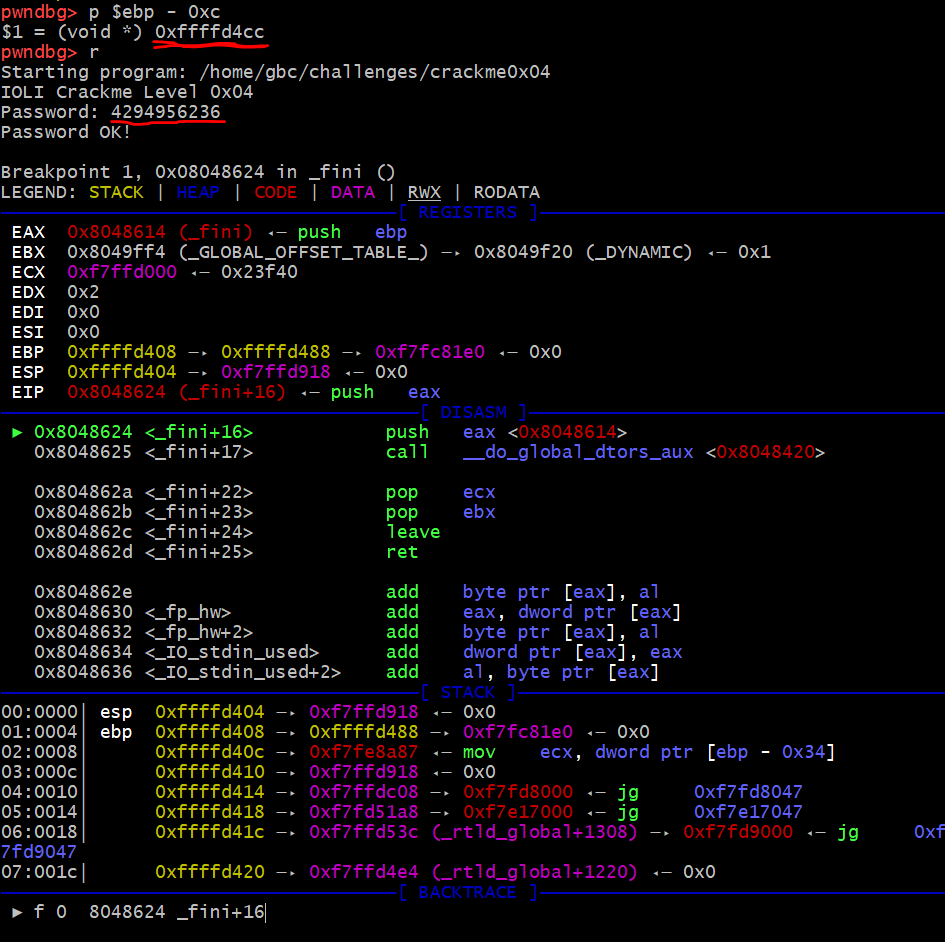 pwndbg> p $ebp - 0xc
$1 = (void *) 0xffffd4cc
pwndbg> r
Starting program: /home/gbc/challenges/crackme0x04
IOLI Crackme Level 0x04
Password: 4294956236
Password OK!
Breakpoint 1, 0x08048624 in _fini ()
LEGEND: STACK | HEAP | CODE | DATA | RWX | RODATA
[ REGISTERS ]
EAX  0x8048614 (_fini) ◂— push   ebp
EBX  0x8049ff4 (_GLOBAL_OFFSET_TABLE_) —▸ 0x8049f20 (_DYNAMIC) ◂— 0x1
ECX  0xf7ffd000 ◂— 0x23f40
EDX  0x2
EDI  0x0
ESI  0x0
EBP  0xffffd408 —▸ 0xffffd488 —▸ 0xf7fc81e0 ◂— 0x0
ESP  0xffffd404 —▸ 0xf7ffd918 ◂— 0x0
EIP  0x8048624 (_fini+16) ◂— push   eax
[ DISASM ]
► 0x8048624 <_fini+16>             push   eax <0x8048614>
0x8048625 <_fini+17>             call   __do_global_dtors_aux <0x8048420>
0x804862a <_fini+22>             pop    ecx
0x804862b <_fini+23>             pop    ebx
0x804862c <_fini+24>             leave
0x804862d <_fini+25>             ret
0x804862e                        add    byte ptr [eax], al
0x8048630 <_fp_hw>               add    eax, dword ptr [eax]
0x8048632 <_fp_hw+2>             add    byte ptr [eax], al
0x8048634 <_IO_stdin_used>       add    dword ptr [eax], eax
0x8048636 <_IO_stdin_used+2>     add    al, byte ptr [eax]
[ STACK ]
00:0000│ esp  0xffffd404 —▸ 0xf7ffd918 ◂— 0x0
01:0004│ ebp  0xffffd408 —▸ 0xffffd488 —▸ 0xf7fc81e0 ◂— 0x0
02:0008│      0xffffd40c —▸ 0xf7fe8a87 ◂— mov    ecx, dword ptr [ebp - 0x34]
03:000c│      0xffffd410 —▸ 0xf7ffd918 ◂— 0x0
04:0010│      0xffffd414 —▸ 0xf7ffdc08 —▸ 0xf7fd8000 ◂— jg     0xf7fd8047
05:0014│      0xffffd418 —▸ 0xf7fd51a8 —▸ 0xf7e17000 ◂— jg     0xf7e17047
06:0018│      0xffffd41c —▸ 0xf7ffd53c (_rtld_global+1308) —▸ 0xf7fd9000 ◂— jg     0xf
7fd9047
07:001c│      0xffffd420 —▸ 0xf7ffd4e4 (_rtld_global+1220) ◂— 0x0
[ BACKTRACE ]
► f 0  8048624 _fini+16